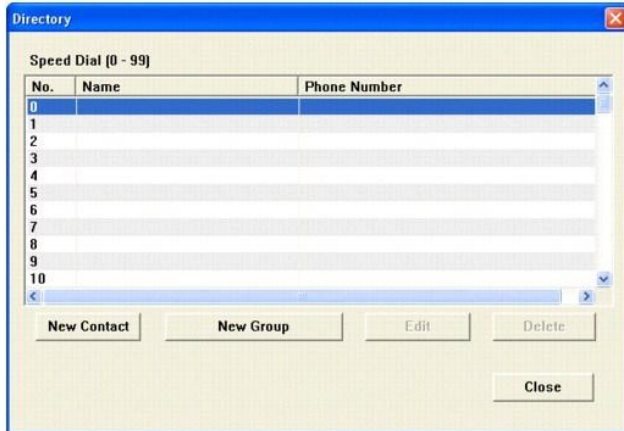 Directory
Speed Dial (0 - 99)
No. Name Phone Number
0
1
2
3
4
5
6
7
8
9
10
New Contact New Group Edit Delete
Close